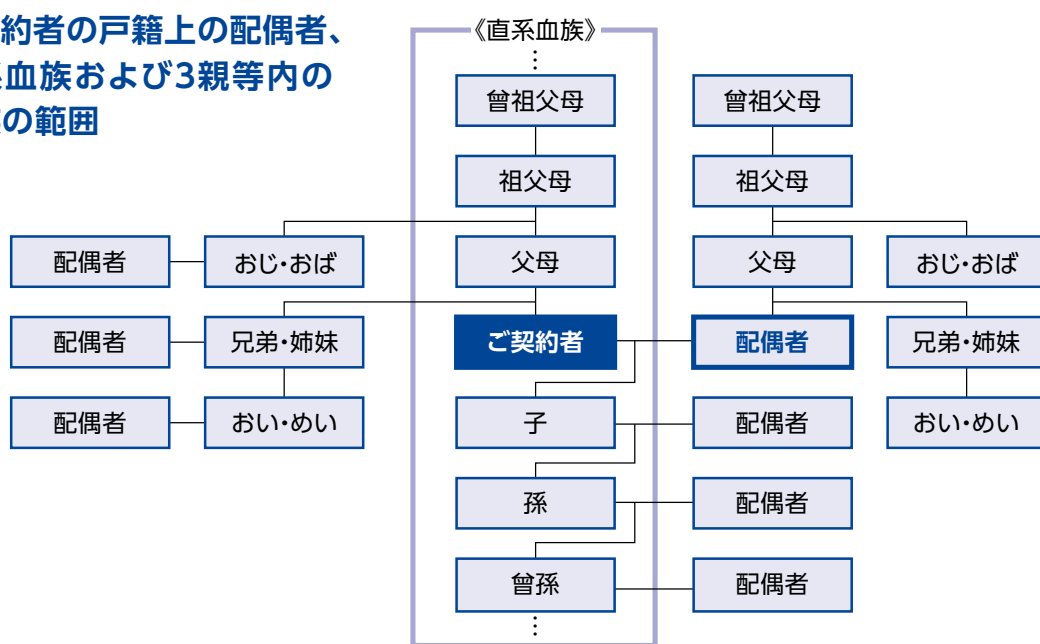 約者の戸籍上の配偶者、
血族および3親等内の
の範囲
《直系血族》
⋮
曾祖父母 曾祖父母
祖父母 祖父母
配偶者 おじ・おば 父母 父母 おじ・おば
配偶者 兄弟・姉妹 ご契約者 配偶者 兄弟・姉妹
配偶者 おい・めい 子 配偶者 おい・めい
孫 配偶者
曾孫 配偶者
⋮